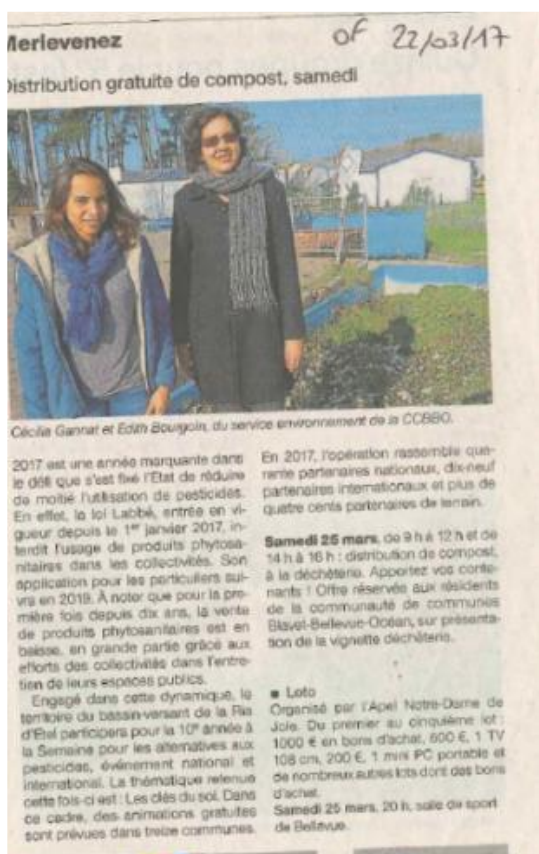 Merlevenez
of 22/03/17
Distribution gratuite de compost, samedi
Cécilia Gannat et Edith Bourgoin, du service environnement de la CCBBO.
2017 est une année marquante dans
le défi que s'est fixé l'Etat de réduire
de moitié l'utilisation de pesticides.
En effet, la loi Labbé, entrée en vi-
gueur depuis le 1er janvier 2017, in-
terdit l'usage de produits phytosa-
nitaires dans les collectivités. Son
application pour les particuliers sui-
vra en 2019. À noter que pour la pre-
mière fois depuis dix ans, la vente
de produits phytosanitaires est en
baisse, en grande partie grâce aux
efforts des collectivités dans l'entre-
tien de leurs espaces publics.
Engagé dans cette dynamique, le
territoire du bassin-versant de la Ria
d'Etel participera pour la 10e année à
la Semaine pour les alternatives aux
pesticides, événement national et
international. La thématique retenue
cette fois-ci est : Les clés du sol. Dans
ce cadre, des animations gratuites
sont prévues dans treize communes.
En 2017, l'opération rassemble qua-
rante partenaires nationaux, dix-neuf
partenaires internationaux et plus de
quatre cents partenaires de terrain.
Samedi 25 mars, de 9 h à 12 h et de
14 h à 16 h : distribution de compost,
à la déchèterie. Apportez vos conte-
nants ! Offre réservée aux résidents
de la communauté de communes
Blavet-Bellevue-Océan, sur présenta-
tion de la vignette déchèterie.
■ Loto
Organisé par l'Apel Notre-Dame de
Joie. Du premier au cinquième lot :
1000 € en bons d'achat, 600 €, 1 TV
108 cm, 200 €, 1 mini PC portable et
de nombreux autres lots dont des bons
d'achat.
Samedi 25 mars, 20 h, salle de sport
de Bellevue.